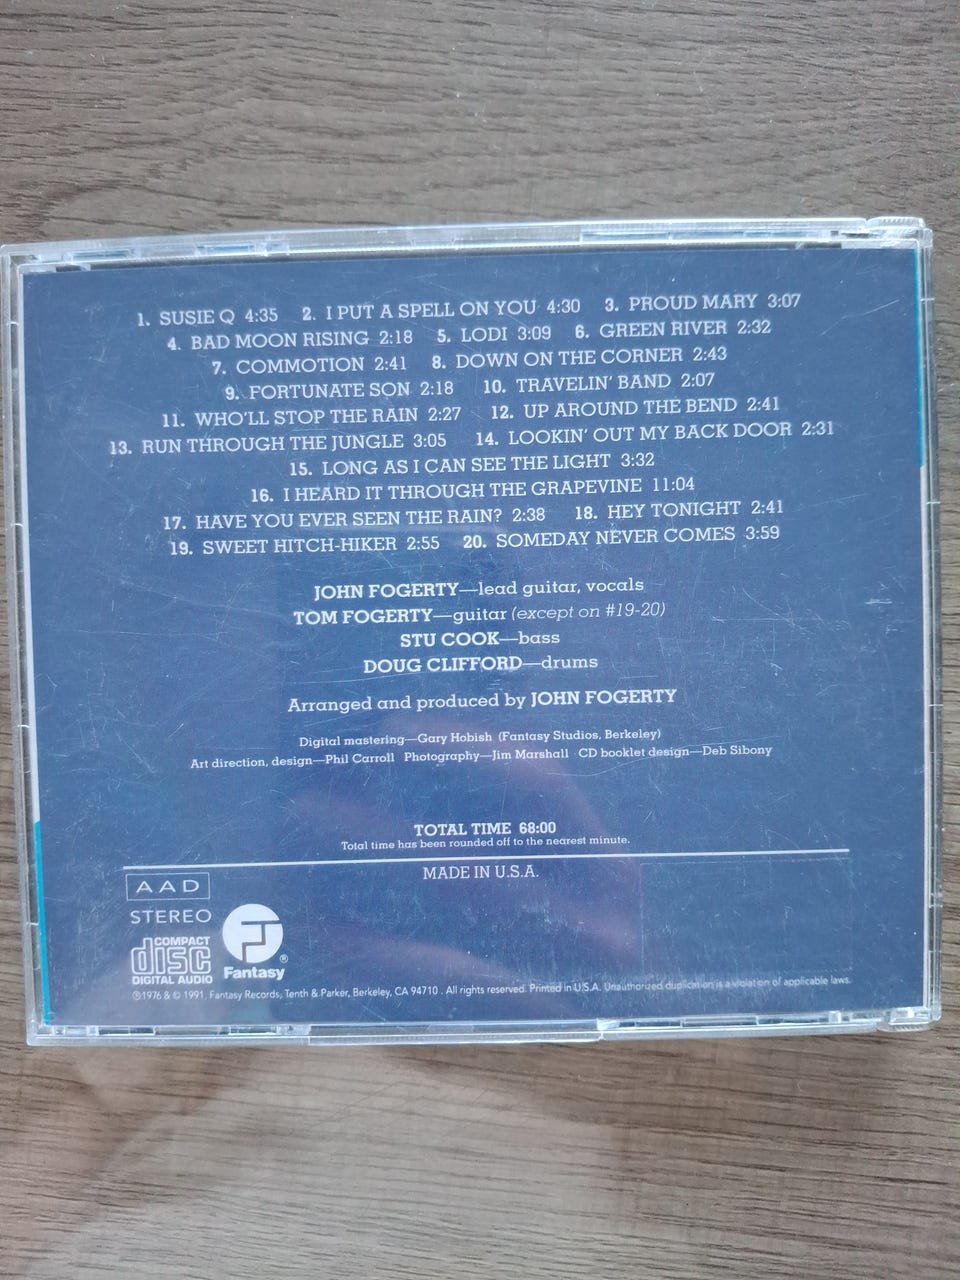 1. SUSIE Q 4:35 2. I PUT A SPELL ON YOU 4:30 3. PROUD MARY 3:07
4. BAD MOON RISING 2:18 5. LODI 3:09 6. GREEN RIVER 2:32
7. COMMOTION 2:41 8. DOWN ON THE CORNER 2:43
9. FORTUNATE SON 2:18 10. TRAVELIN' BAND 2:07
11. WHO'LL STOP THE RAIN 2:27 12. UP AROUND THE BEND 2:41
13. RUN THROUGH THE JUNGLE 3:05 14. LOOKIN' OUT MY BACK DOOR 2:31
15. LONG AS I CAN SEE THE LIGHT 3:32
16. I HEARD IT THROUGH THE GRAPEVINE 11:04
17. HAVE YOU EVER SEEN THE RAIN? 2:38 18. HEY TONIGHT 2:41
19. SWEET HITCH-HIKER 2:55 20. SOMEDAY NEVER COMES 3:59
JOHN FOGERTY—lead guitar, vocals
TOM FOGERTY—guitar (except on #19-20)
STU COOK—bass
DOUG CLIFFORD—drums
Arranged and produced by JOHN FOGERTY
Digital mastering—Gary Hobish (Fantasy Studios, Berkeley)
Art direction, design—Phil Carroll Photography—Jim Marshall CD booklet design—Deb Sibony
TOTAL TIME 68:00
Total time has been rounded off to the nearest minute.
MADE IN U.S.A.
AAD
STEREO
COMPACT
disc
DIGITAL AUDIO
Fantasy®
℗1976 & © 1991, Fantasy Records, Tenth & Parker, Berkeley, CA 94710. All rights reserved. Printed in U.S.A. Unauthorized duplication is a violation of applicable laws.